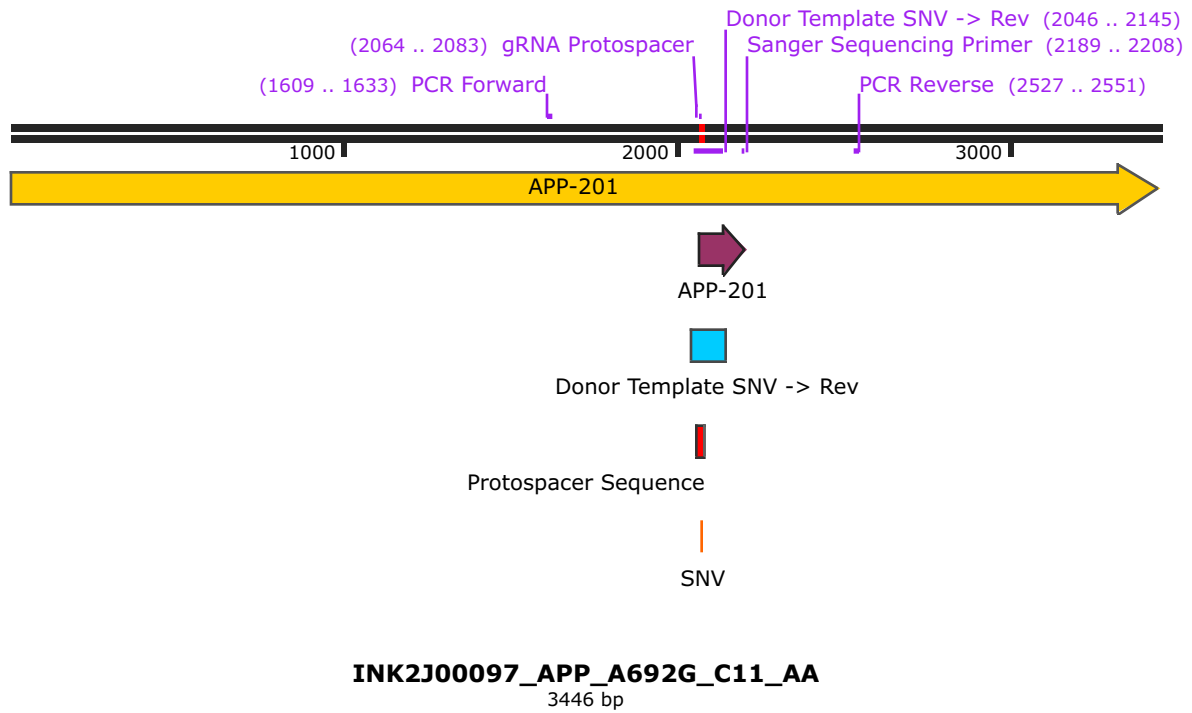 Donor Template SNV -> Rev (2046 .. 2145)
(2064 .. 2083) gRNA Protospacer
Sanger Sequencing Primer (2189 .. 2208)
(1609 .. 1633) PCR Forward
PCR Reverse (2527 .. 2551)
1000
2000
3000
APP-201
APP-201
Donor Template SNV -> Rev
Protospacer Sequence
SNV
INK2J00097_APP_A692G_C11_AA
3446 bp